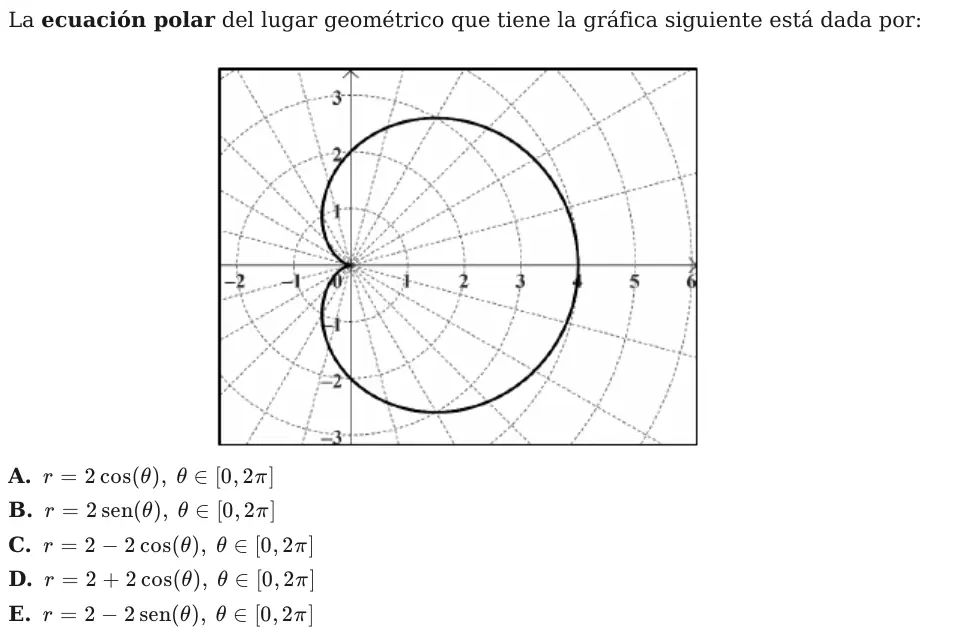 La ecuación polar del lugar geométrico que tiene la gráfica siguiente está dada por:
3
2
1
−2 −1 0 1 2 3 4 5 6
−1
−2
−3
A. r = 2 cos(θ), θ ∈ [0, 2π]
B. r = 2 sen(θ), θ ∈ [0, 2π]
C. r = 2 − 2 cos(θ), θ ∈ [0, 2π]
D. r = 2 + 2 cos(θ), θ ∈ [0, 2π]
E. r = 2 − 2 sen(θ), θ ∈ [0, 2π]